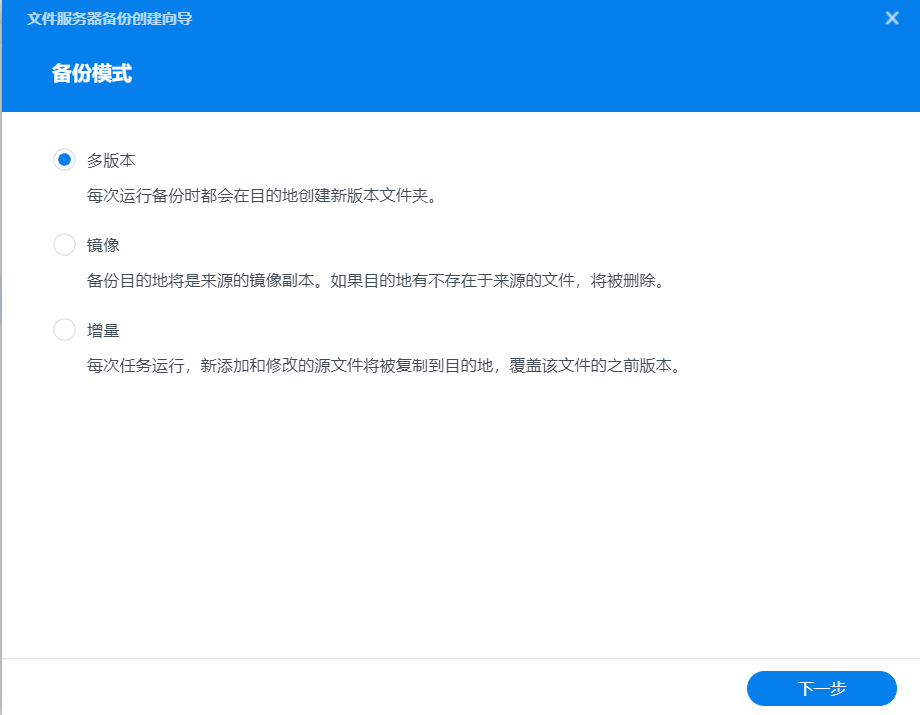 文件服务器备份创建向导
备份模式
多版本
每次运行备份时都会在目的地创建新版本文件夹。
镜像
备份目的地将是来源的镜像副本。如果目的地有不存在于来源的文件，将被删除。
增量
每次任务运行，新添加和修改的源文件将被复制到目的地，覆盖该文件的之前版本。
下一步